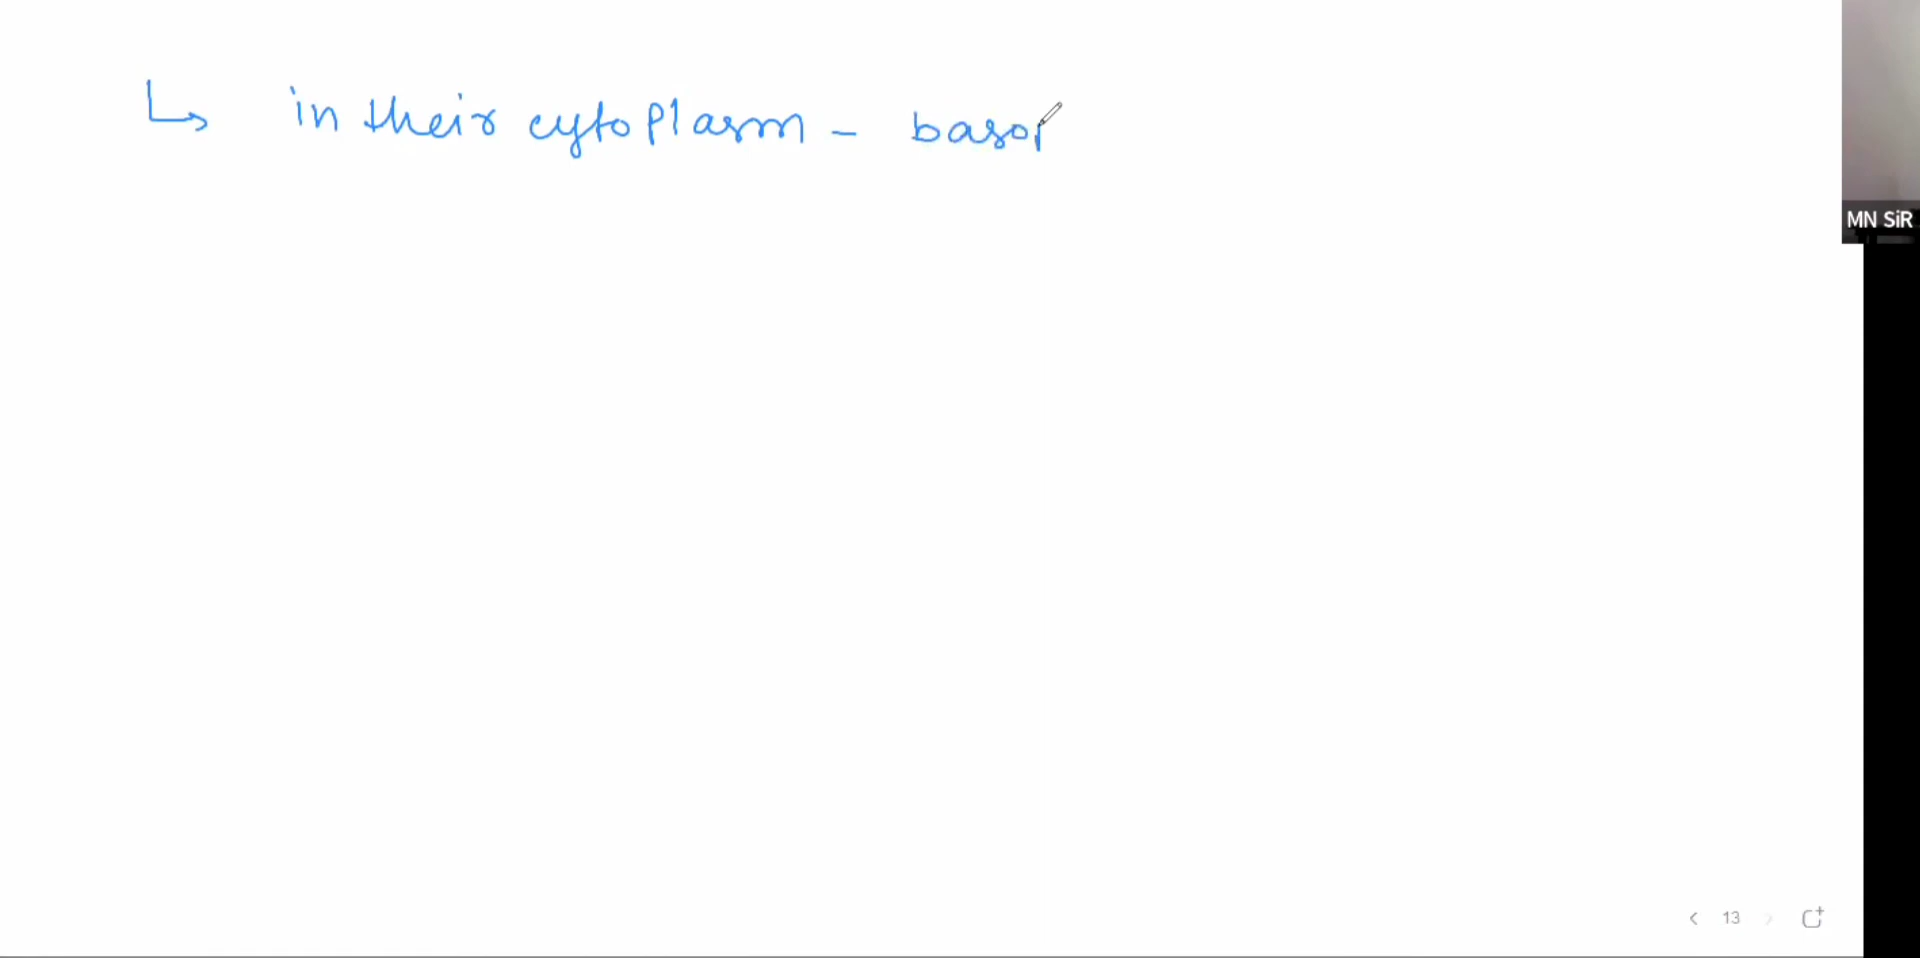 ↳ in their cytoplasm - basop
MN SiR
< 13 >